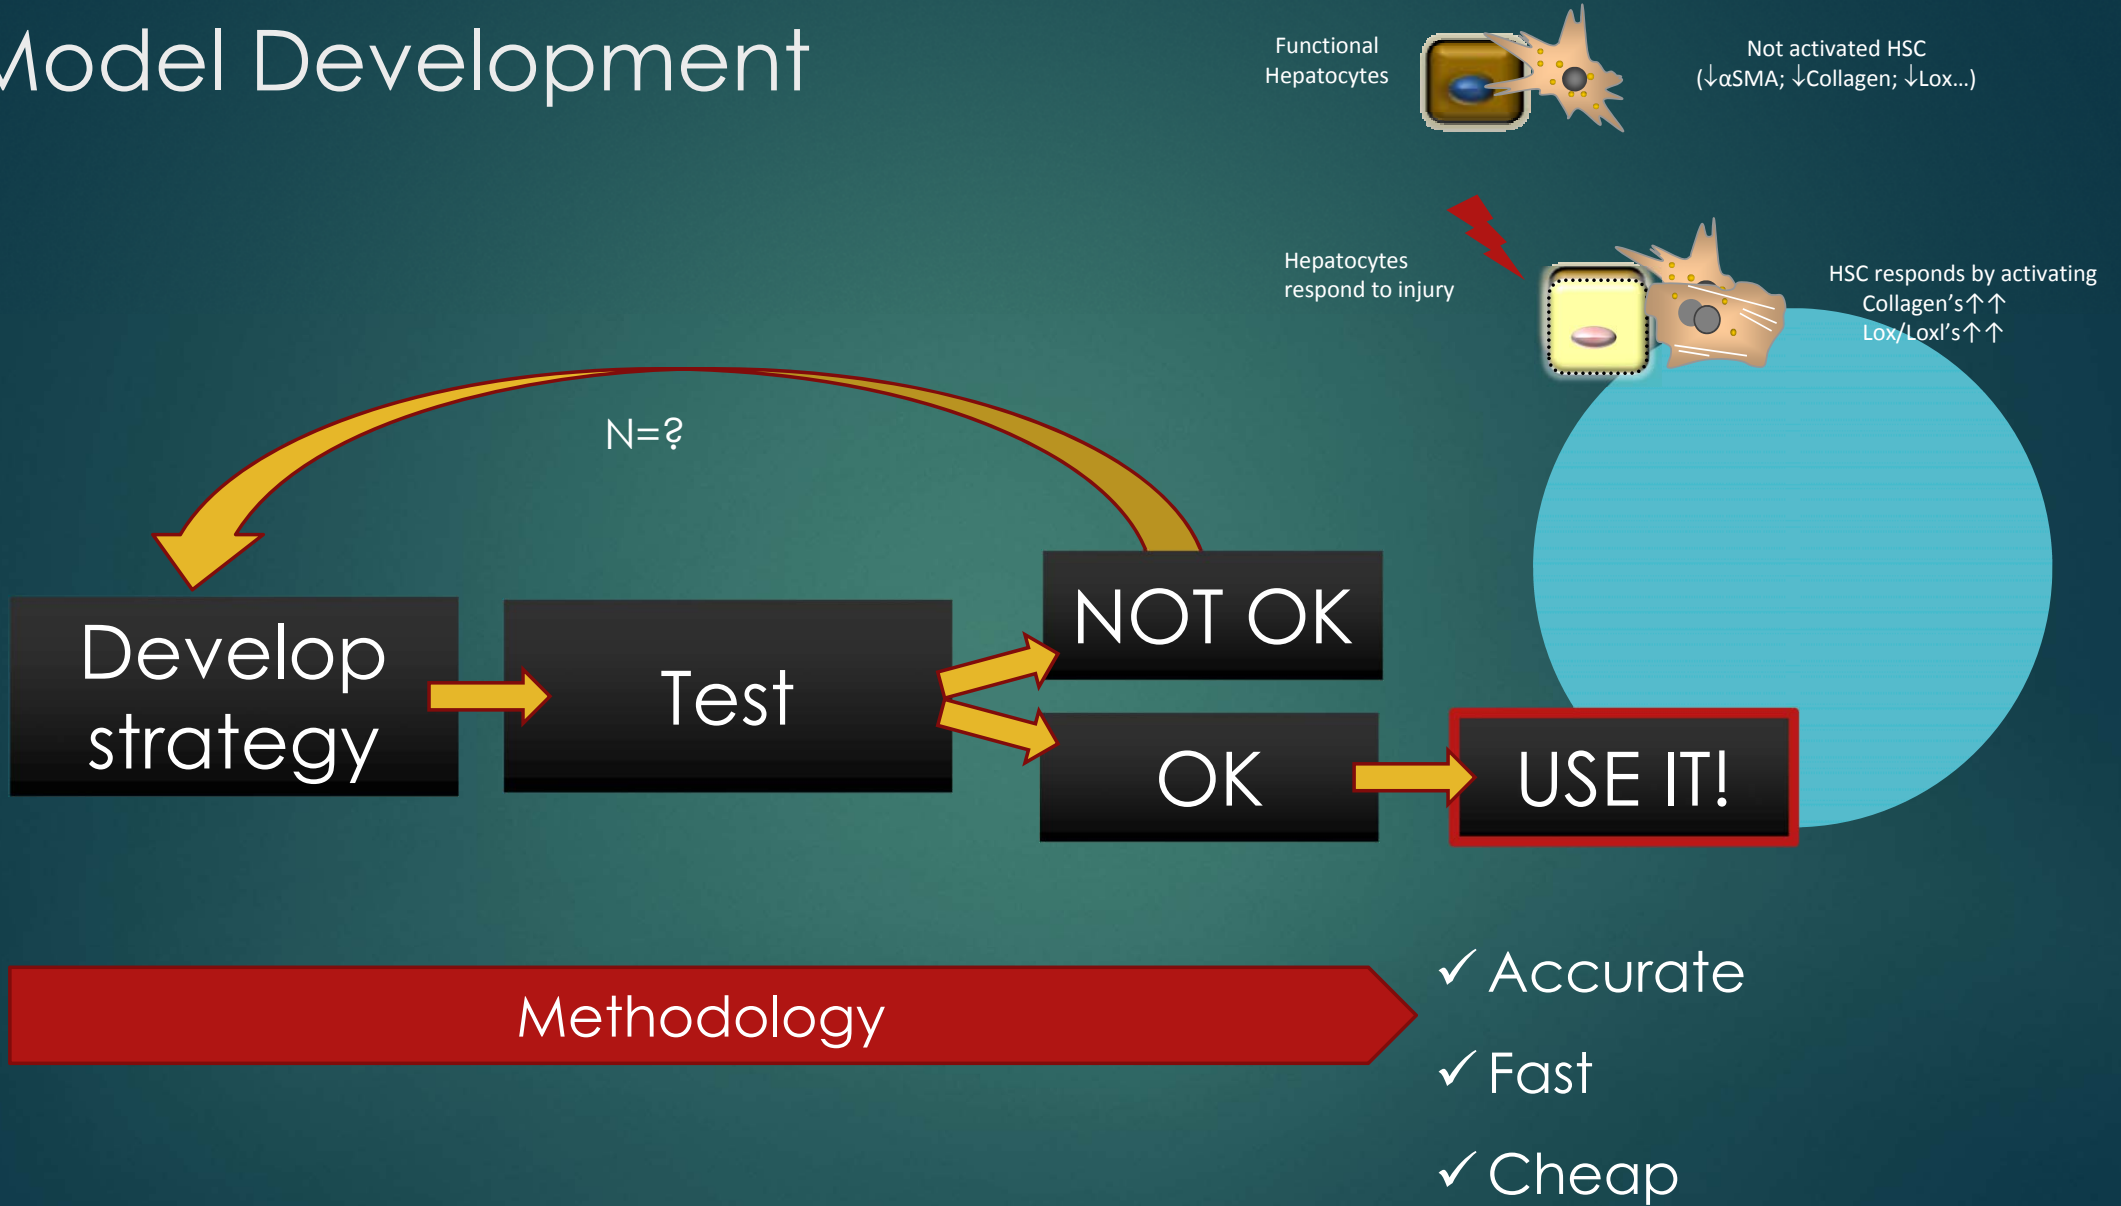 Model Development
Functional
Hepatocytes
Not activated HSC
(↓αSMA; ↓Collagen; ↓Lox…)
Hepatocytes
respond to injury
HSC responds by activating
Collagen’s↑↑
Lox/Loxl’s↑↑
N=?
Develop
strategy
Test
NOT OK
OK
USE IT!
Methodology
✓ Accurate
✓ Fast
✓ Cheap